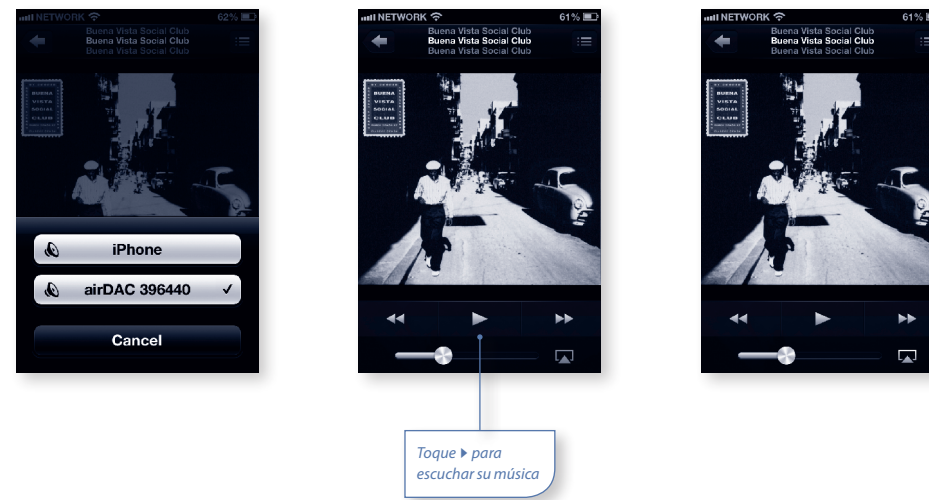 NETWORK 62%
Buena Vista Social Club
Buena Vista Social Club
Buena Vista Social Club
BUENA
VISTA
SOCIAL
CLUB
iPhone
airDAC 396440
Cancel
NETWORK 61%
Buena Vista Social Club
Buena Vista Social Club
Buena Vista Social Club
BUENA
VISTA
SOCIAL
CLUB
Toque ▶ para
escuchar su música
NETWORK 61%
Buena Vista Social Club
Buena Vista Social Club
Buena Vista Social Club
BUENA
VISTA
SOCIAL
CLUB